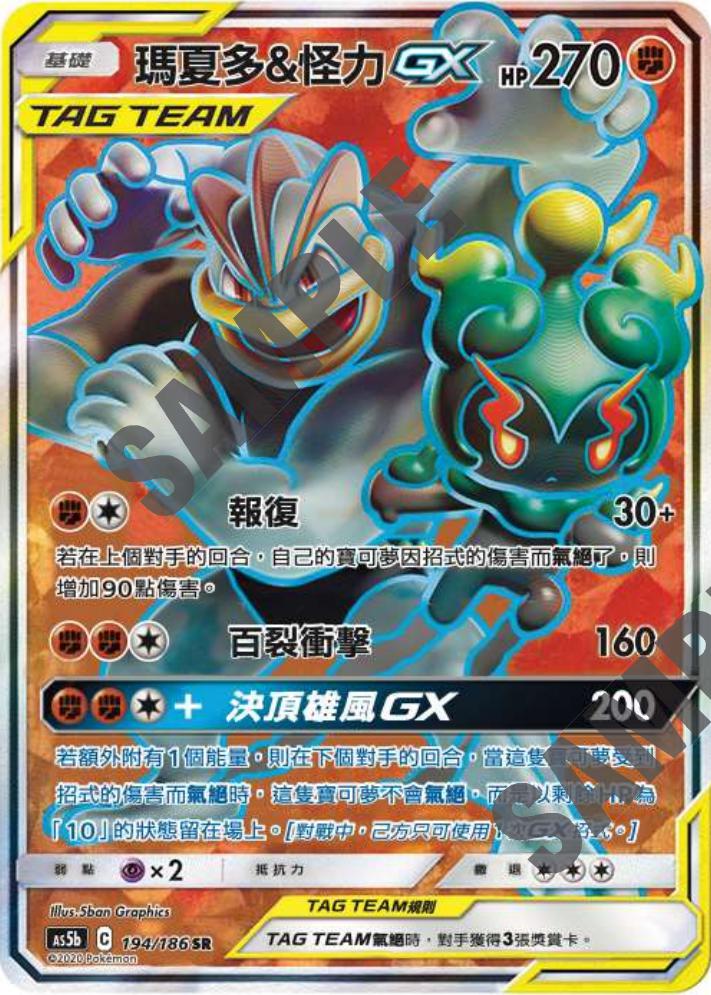 基礎 瑪夏多&怪力GX HP270
TAG TEAM
SAMPLE
報復 30+
若在上個對手的回合,自己的寶可夢因招式的傷害而氣絕了,則
增加90點傷害。
百裂衝擊 160
+ 決頂雄風GX 200
若額外附有1個能量,則在下個對手的回合,當這隻寶可夢受到
招式的傷害而氣絕時,這隻寶可夢不會氣絕,而是以剩餘HP為
「10」的狀態留在場上。[對戰中,己方只可使用1次GX招式。]
SAMPLE
弱點 ×2 抵抗力 撤退
Illus. 5ban Graphics
TAG TEAM規則
AS5b C 194/186 SR
TAG TEAM氣絕時,對手獲得3張獎賞卡。
©2020 Pokémon